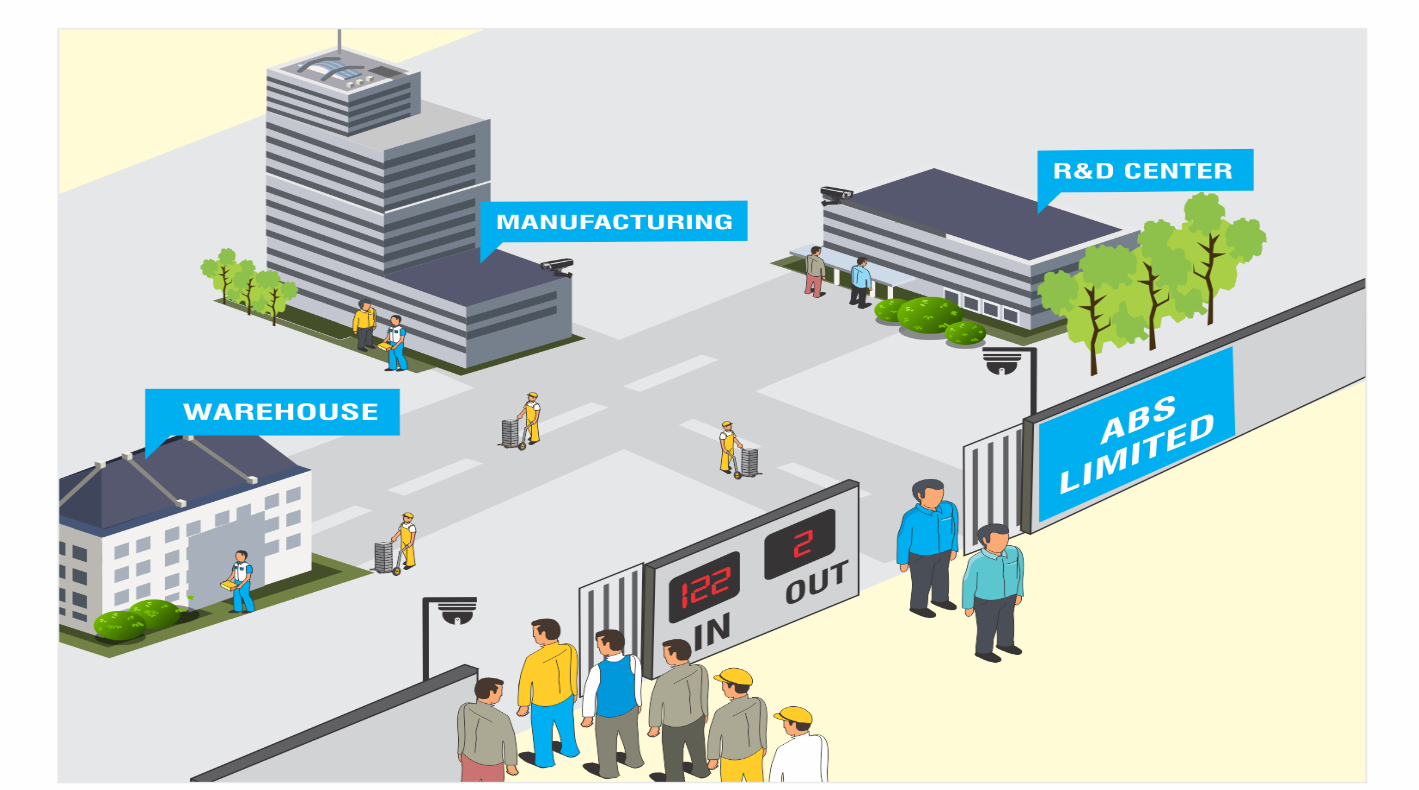 R&D CENTER
MANUFACTURING
WAREHOUSE
ABS
LIMITED
122
IN
2
OUT